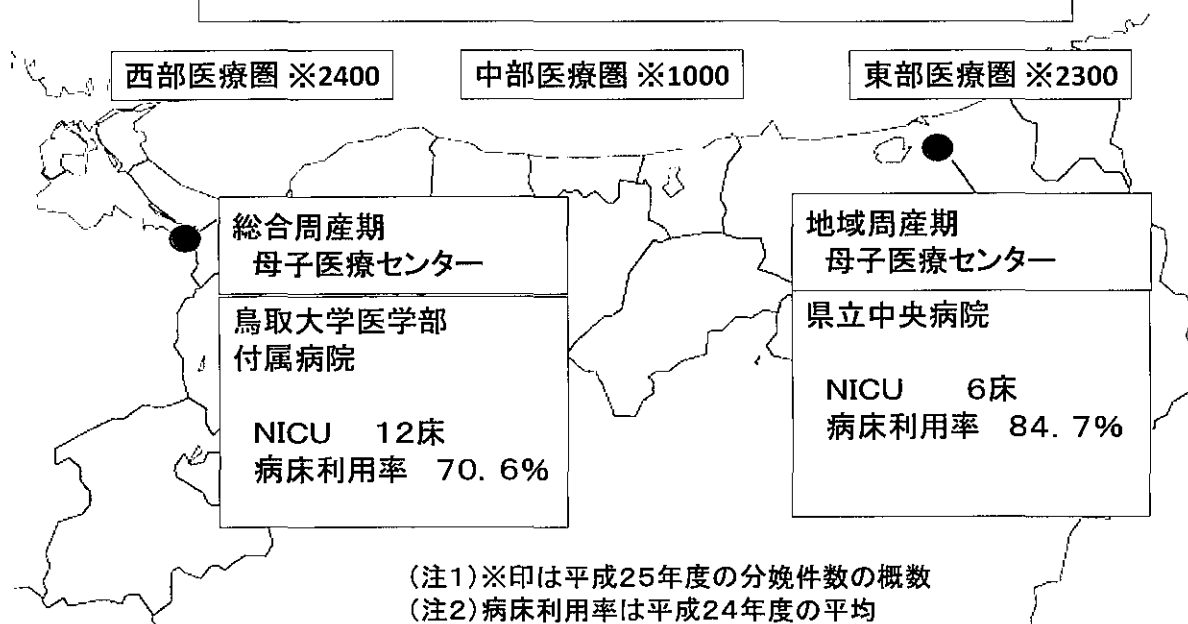 西部医療圏 ※2400
中部医療圏 ※1000
東部医療圏 ※2300
総合周産期
母子医療センター
鳥取大学医学部
付属病院
NICU 12床
病床利用率 70.6%
地域周産期
母子医療センター
県立中央病院
NICU 6床
病床利用率 84.7%
(注1)※印は平成25年度の分娩件数の概数
(注2)病床利用率は平成24年度の平均